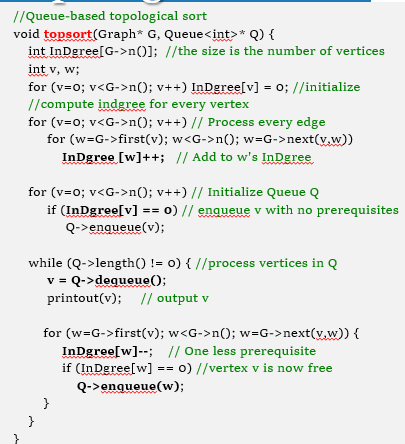 //Queue-based topological sort
void topsort(Graph* G, Queue<int>* Q) {
int InDgree[G->n()]; //the size is the number of vertices
int v, w;
for (v=0; v<G->n(); v++) InDgree[v] = 0; //initialize
//compute indgree for every vertex
for (v=0; v<G->n(); v++) // Process every edge
for (w=G->first(v); w<G->n(); w=G->next(v,w))
InDgree [w]++; // Add to w's InDgree
for (v=0; v<G->n(); v++) // Initialize Queue Q
if (InDgree[v] == 0) // enqueue v with no prerequisites
Q->enqueue(v);
while (Q->length() != 0) { //process vertices in Q
v = Q->dequeue();
printout(v); // output v
for (w=G->first(v); w<G->n(); w=G->next(v,w)) {
InDgree[w]--; // One less prerequisite
if (InDgree[w] == 0) //vertex v is now free
Q->enqueue(w);
}
}
}